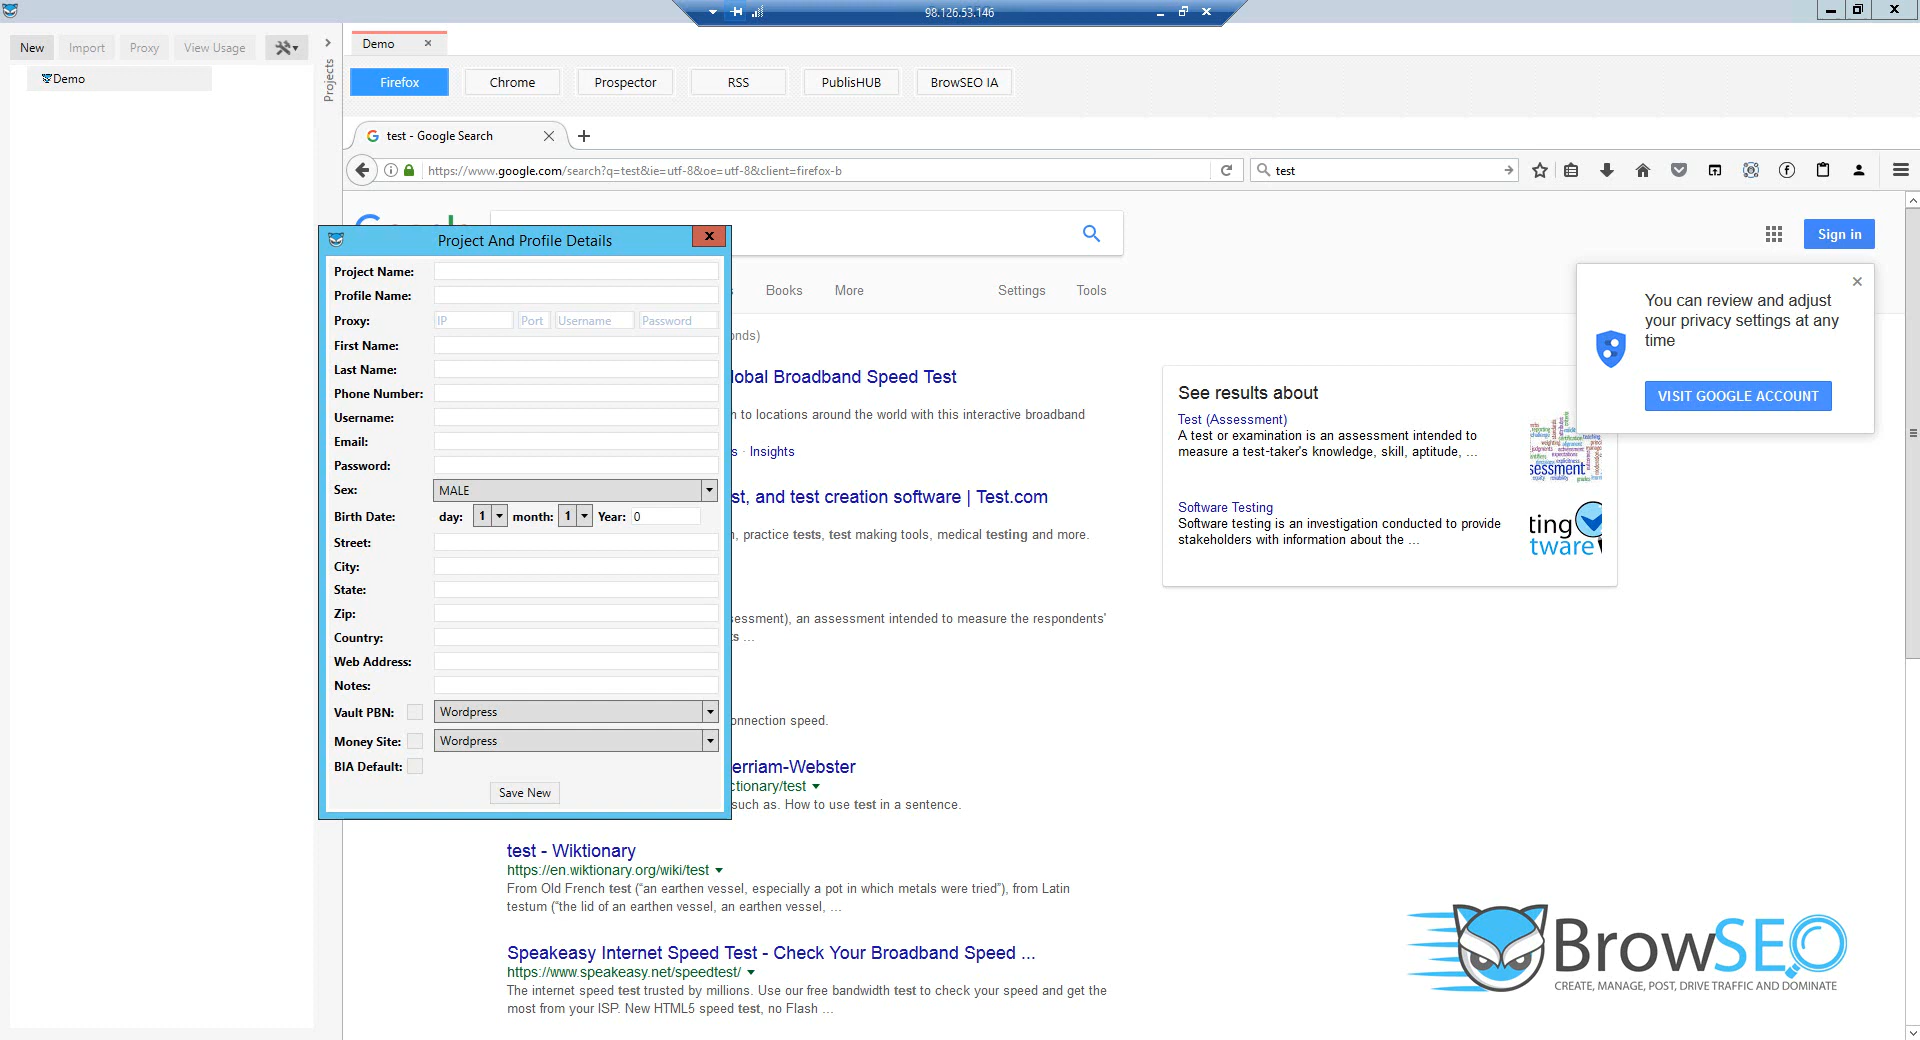 98.126.53.146
New Import Proxy View Usage
Demo
Projects
Demo
Firefox Chrome Prospector RSS PublisHUB BrowSEO IA
test - Google Search
https://www.google.com/search?q=test&ie=utf-8&oe=utf-8&client=firefox-b
test
Sign in
Books More Settings Tools
You can review and adjust
your privacy settings at any
time
VISIT GOOGLE ACCOUNT
Project And Profile Details
Project Name:
Profile Name:
Proxy: IP Port Username Password
First Name:
Last Name:
Phone Number:
Username:
Email:
Password:
Sex: MALE
Birth Date: day: 1 month: 1 Year: 0
Street:
City:
State:
Zip:
Country:
Web Address:
Notes:
Vault PBN: Wordpress
Money Site: Wordpress
BIA Default:
Save New
onds)
lobal Broadband Speed Test
to locations around the world with this interactive broadband
s · Insights
st, and test creation software | Test.com
, practice tests, test making tools, medical testing and more.
sessment), an assessment intended to measure the respondents'
ts ...
onnection speed.
erriam-Webster
ctionary/test
such as. How to use test in a sentence.
test - Wiktionary
https://en.wiktionary.org/wiki/test
From Old French test (“an earthen vessel, especially a pot in which metals were tried”), from Latin
testum (“the lid of an earthen vessel, an earthen vessel, ...
Speakeasy Internet Speed Test - Check Your Broadband Speed ...
https://www.speakeasy.net/speedtest/
The internet speed test trusted by millions. Use our free bandwidth test to check your speed and get the
most from your ISP. New HTML5 speed test, no Flash ...
See results about
Test (Assessment)
A test or examination is an assessment intended to
measure a test-taker's knowledge, skill, aptitude, ...
sessment
Software Testing
Software testing is an investigation conducted to provide
stakeholders with information about the ...
ting
tware
BrowSEO
CREATE, MANAGE, POST, DRIVE TRAFFIC AND DOMINATE